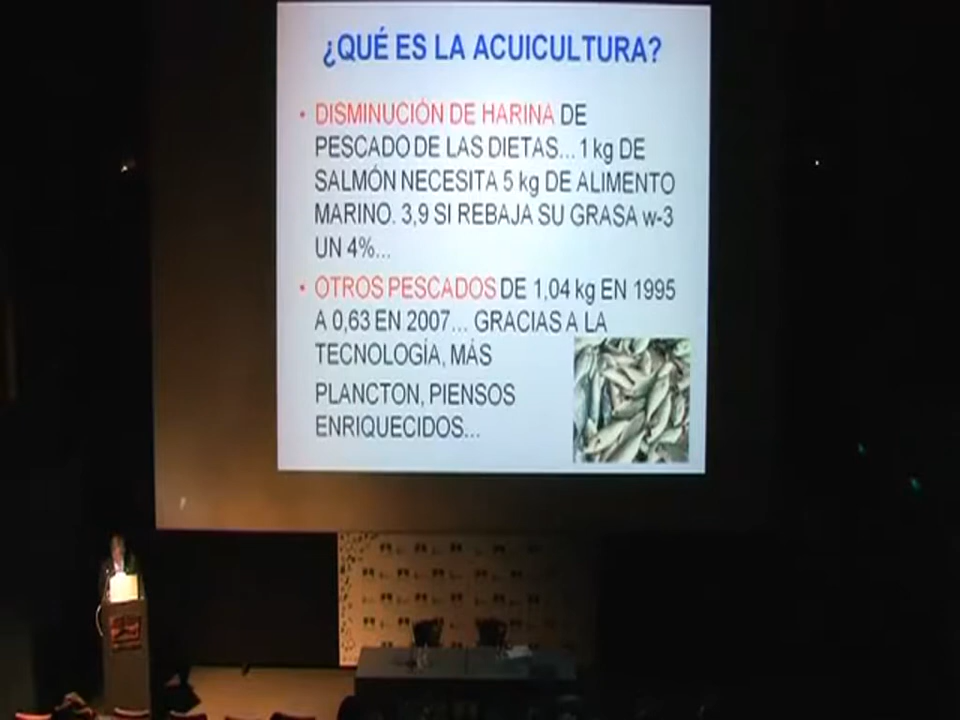 ¿QUÉ ES LA ACUICULTURA?
• DISMINUCIÓN DE HARINA DE
PESCADO DE LAS DIETAS... 1 kg DE
SALMÓN NECESITA 5 kg DE ALIMENTO
MARINO. 3,9 SI REBAJA SU GRASA w-3
UN 4%...
• OTROS PESCADOS DE 1,04 kg EN 1995
A 0,63 EN 2007... GRACIAS A LA
TECNOLOGÍA, MÁS
PLANCTON, PIENSOS
ENRIQUECIDOS...